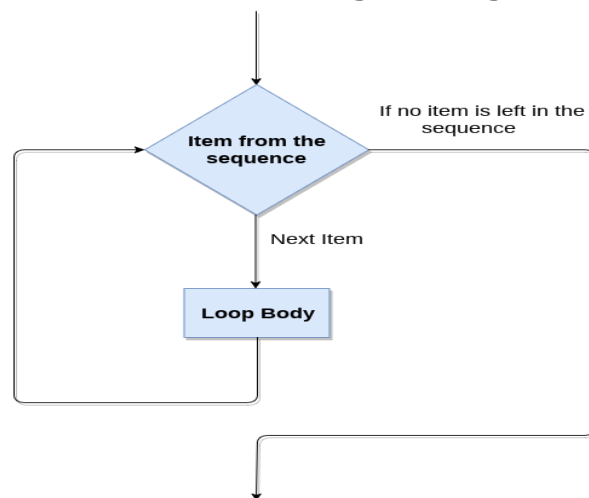 If no item is left in the
sequence
Item from the
sequence
Next Item
Loop Body